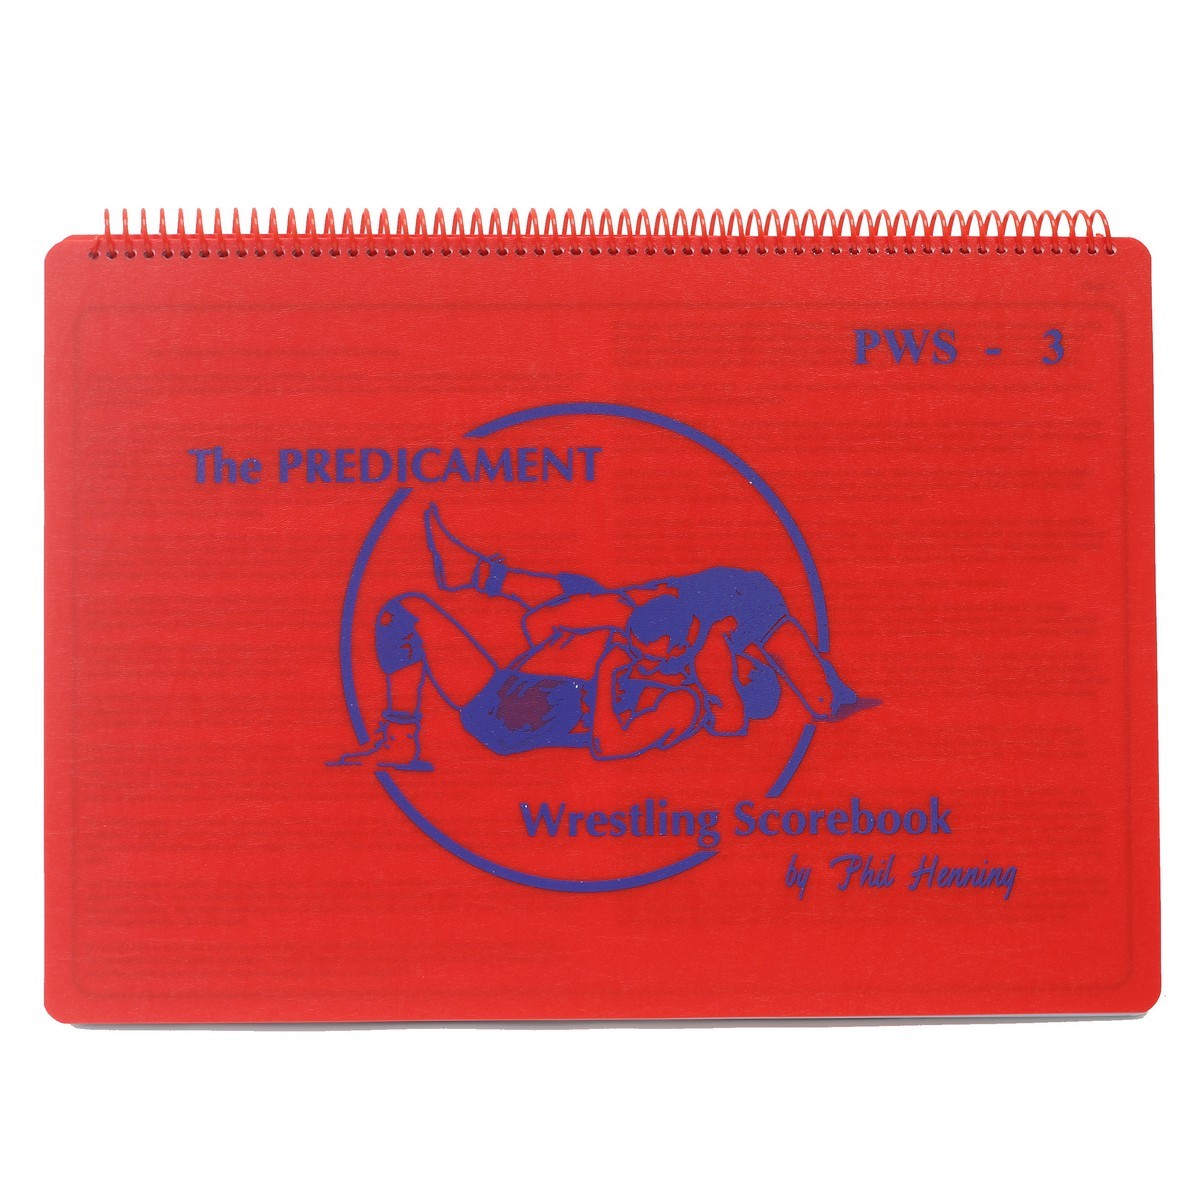 PWS - 3
The PREDICAMENT
Wrestling Scorebook
by Phil Henning